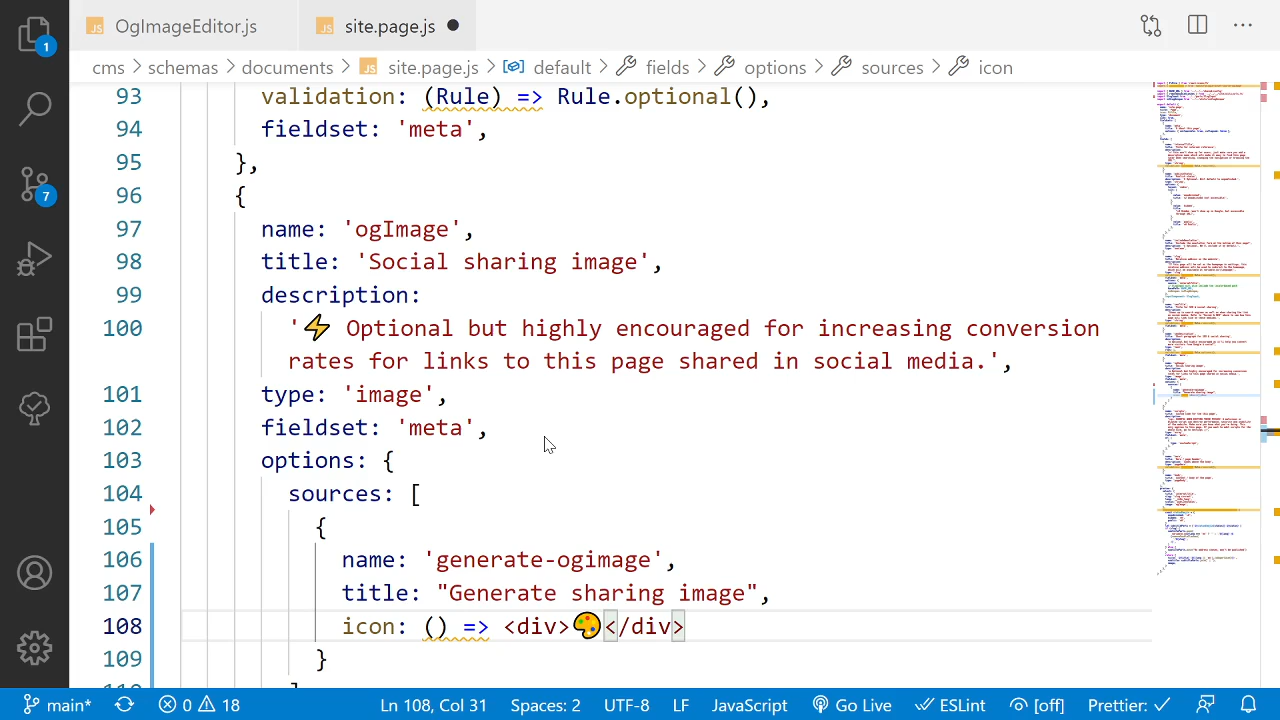 JS OgImageEditor.js JS site.page.js
1
cms > schemas > documents > JS site.page.js > default > fields > options > sources > icon
93 validation: (Rule) => Rule.optional(),
94 fieldset: 'meta',
95 },
96 {
97 name: 'ogImage',
98 title: 'Social sharing image',
99 description:
100 '⚡ Optional but highly encouraged for increasing conversion
rates for links to this page shared in social media.',
101 type: 'image',
102 fieldset: 'meta',
103 options: {
104 sources: [
105 {
106 name: 'generate-ogimage',
107 title: "Generate sharing image",
108 icon: () => <div>🎨</div>
109 }
7
main* 0 18 Ln 108, Col 31 Spaces: 2 UTF-8 LF JavaScript Go Live ESLint [off] Prettier: ✓